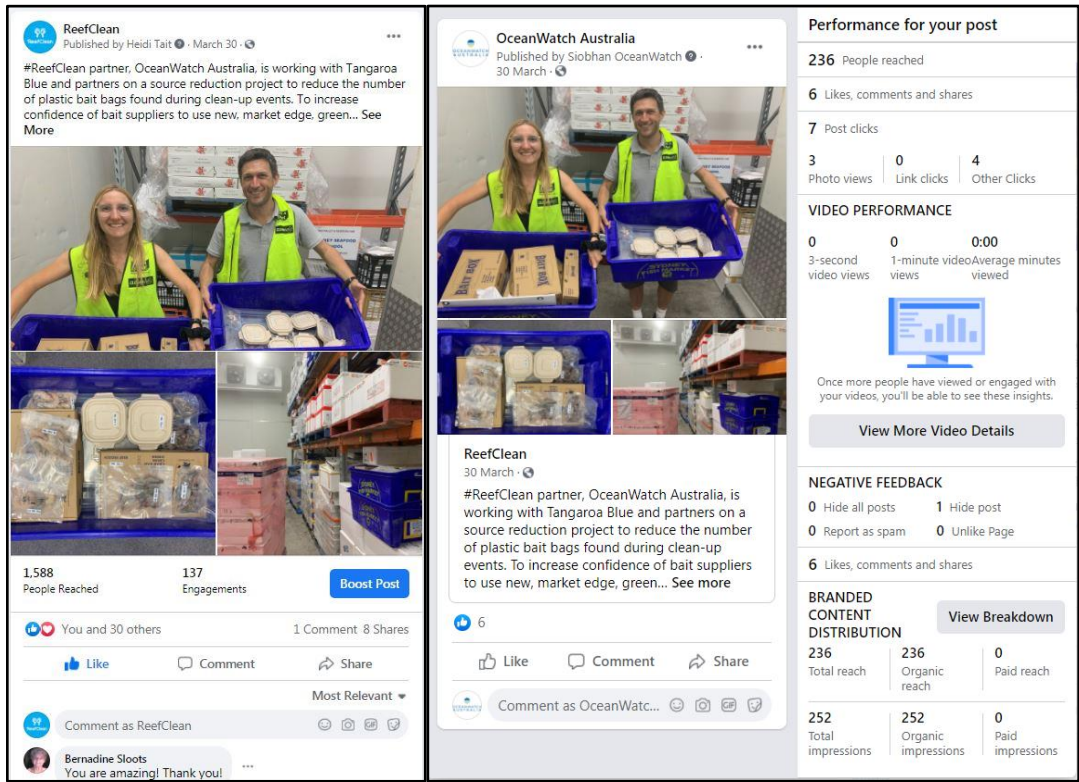 ReefClean
Published by Heidi Tait · March 30 ·
#ReefClean partner, OceanWatch Australia, is working with Tangaroa
Blue and partners on a source reduction project to reduce the number
of plastic bait bags found during clean-up events. To increase
confidence of bait suppliers to use new, market edge, green... See
More
BAIT BOX
BAIT BOX
1,588
People Reached
137
Engagements
Boost Post
You and 30 others
1 Comment 8 Shares
Like
Comment
Share
Most Relevant
Comment as ReefClean
GIF
Bernadine Sloots
You are amazing! Thank you!
OceanWatch Australia
Published by Siobhan OceanWatch ·
30 March ·
BAIT BOX
BAIT BOX
SYDNEY
FISH MARKET
ReefClean
30 March ·
#ReefClean partner, OceanWatch Australia, is
working with Tangaroa Blue and partners on a
source reduction project to reduce the number
of plastic bait bags found during clean-up
events. To increase confidence of bait suppliers
to use new, market edge, green... See more
6
Like
Comment
Share
Comment as OceanWatc...
GIF
Performance for your post
236 People reached
6 Likes, comments and shares
7 Post clicks
3
Photo views
0
Link clicks
4
Other Clicks
VIDEO PERFORMANCE
0
3-second
video views
0
1-minute video
views
0:00
Average minutes
viewed
Once more people have viewed or engaged with
your videos, you'll be able to see these insights.
View More Video Details
NEGATIVE FEEDBACK
0 Hide all posts
1 Hide post
0 Report as spam
0 Unlike Page
6 Likes, comments and shares
BRANDED
CONTENT
DISTRIBUTION
View Breakdown
236
Total reach
236
Organic
reach
0
Paid reach
252
Total
impressions
252
Organic
impressions
0
Paid
impressions